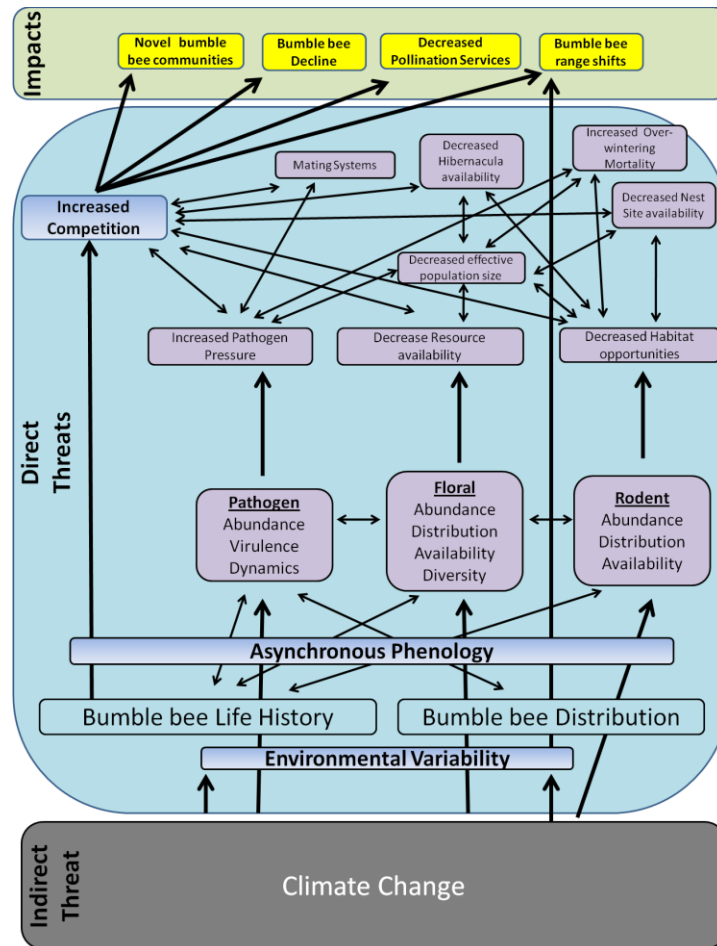 Impacts
Novel bumble
bee communities
Bumble bee
Decline
Decreased
Pollination Services
Bumble bee
range shifts
Direct
Threats
Mating Systems
Decreased
Hibernacula
availability
Increased Over-
wintering Mortality
Increased
Competition
Decreased Nest
Site availability
Decreased effective
population size
Increased Pathogen
Pressure
Decrease Resource
availability
Decreased Habitat
opportunities
Pathogen
Abundance
Virulence
Dynamics
Floral
Abundance
Distribution
Availability
Diversity
Rodent
Abundance
Distribution
Availability
Asynchronous Phenology
Bumble bee Life History
Bumble bee Distribution
Environmental Variability
Indirect
Threat
Climate Change